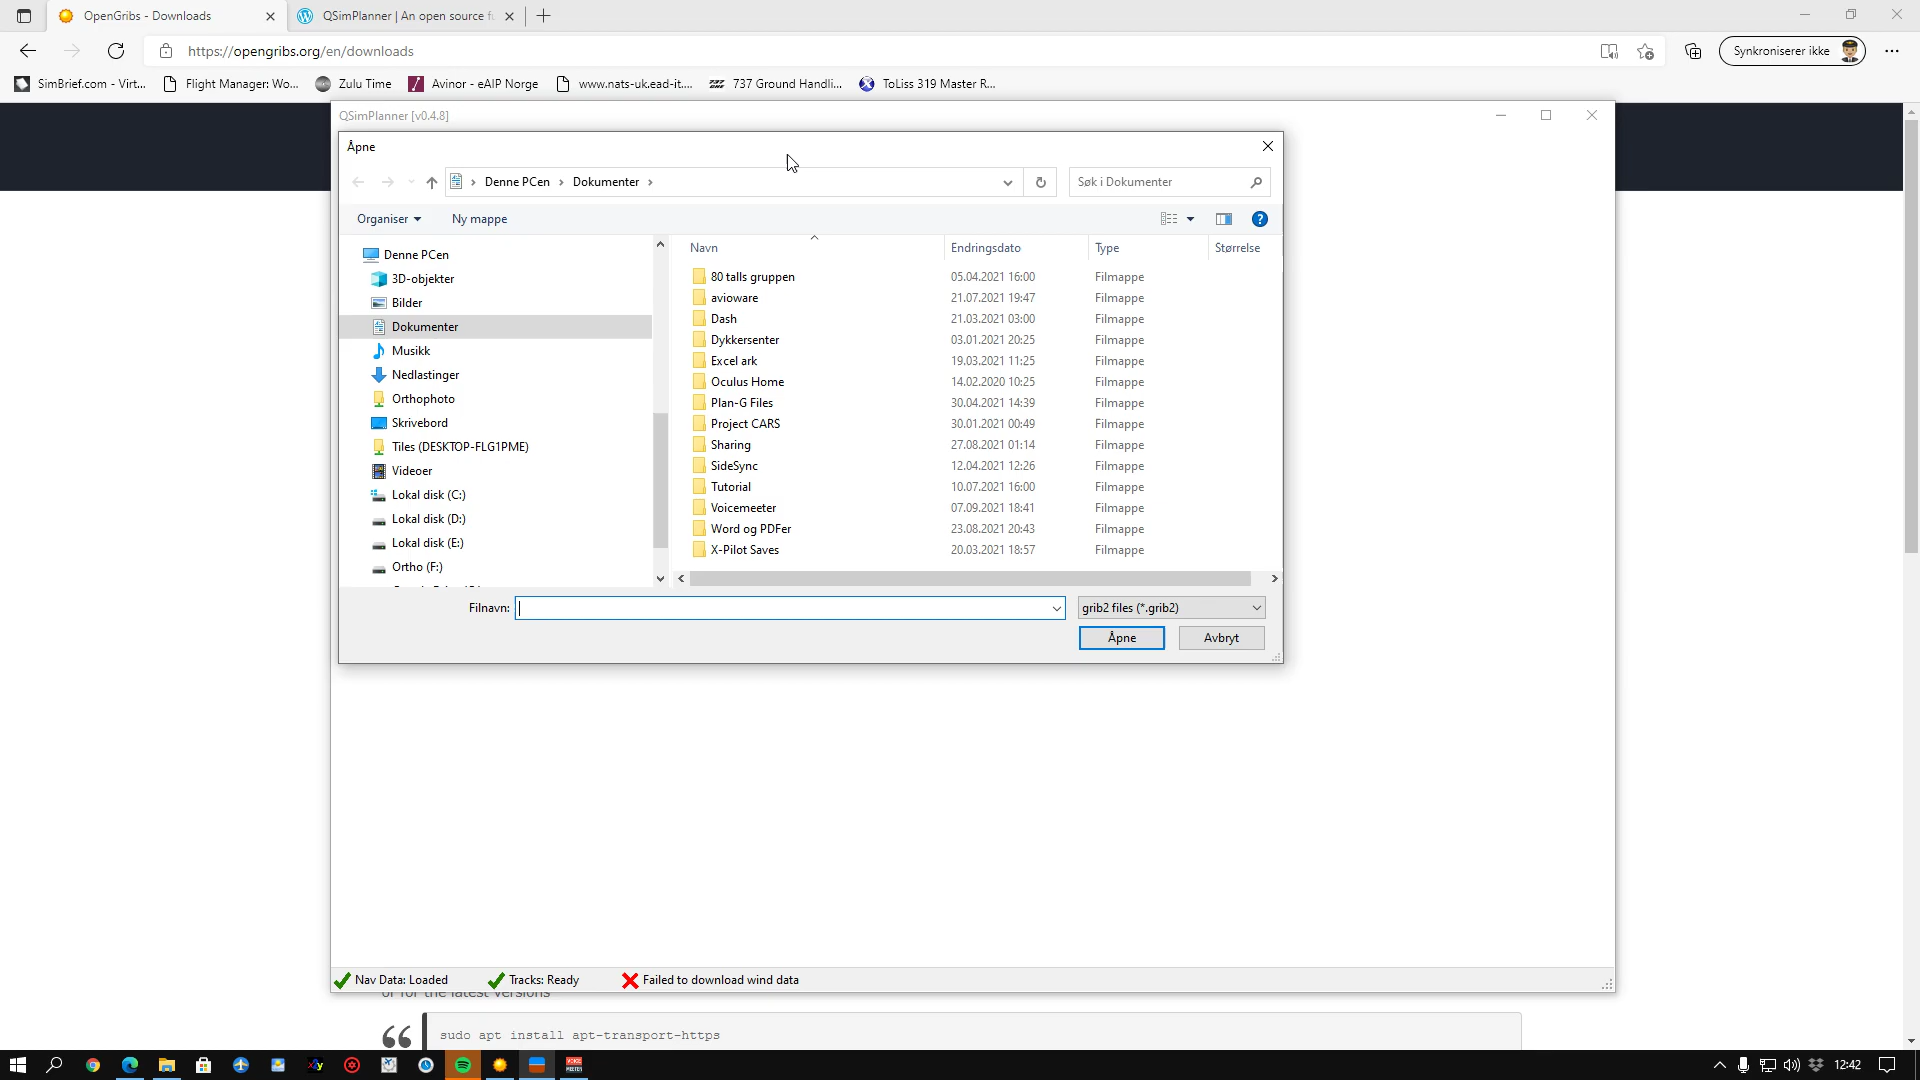 OpenGribs - Downloads
QSimPlanner | An open source f
https://opengribs.org/en/downloads
Synkroniserer ikke
SimBrief.com - Virt...
Flight Manager: Wo...
Zulu Time
Avinor - eAIP Norge
www.nats-uk.ead-it....
737 Ground Handli...
ToLiss 319 Master R...
QSimPlanner [v0.4.8]
Åpne
Denne PCen > Dokumenter >
Søk i Dokumenter
Organiser
Ny mappe
Navn Endringsdato Type Størrelse
Denne PCen
3D-objekter
Bilder
Dokumenter
Musikk
Nedlastinger
Orthophoto
Skrivebord
Tiles (DESKTOP-FLG1PME)
Videoer
Lokal disk (C:)
Lokal disk (D:)
Lokal disk (E:)
Ortho (F:)
80 talls gruppen 05.04.2021 16:00 Filmappe
avioware 21.07.2021 19:47 Filmappe
Dash 21.03.2021 03:00 Filmappe
Dykkersenter 03.01.2021 20:25 Filmappe
Excel ark 19.03.2021 11:25 Filmappe
Oculus Home 14.02.2020 10:25 Filmappe
Plan-G Files 30.04.2021 14:39 Filmappe
Project CARS 30.01.2021 00:49 Filmappe
Sharing 27.08.2021 01:14 Filmappe
SideSync 12.04.2021 12:26 Filmappe
Tutorial 10.07.2021 16:00 Filmappe
Voicemeeter 07.09.2021 18:41 Filmappe
Word og PDFer 23.08.2021 20:43 Filmappe
X-Pilot Saves 20.03.2021 18:57 Filmappe
Filnavn:
grib2 files (*.grib2)
Åpne
Avbryt
Nav Data: Loaded
Tracks: Ready
Failed to download wind data
or for the latest versions
sudo apt install apt-transport-https
12:42